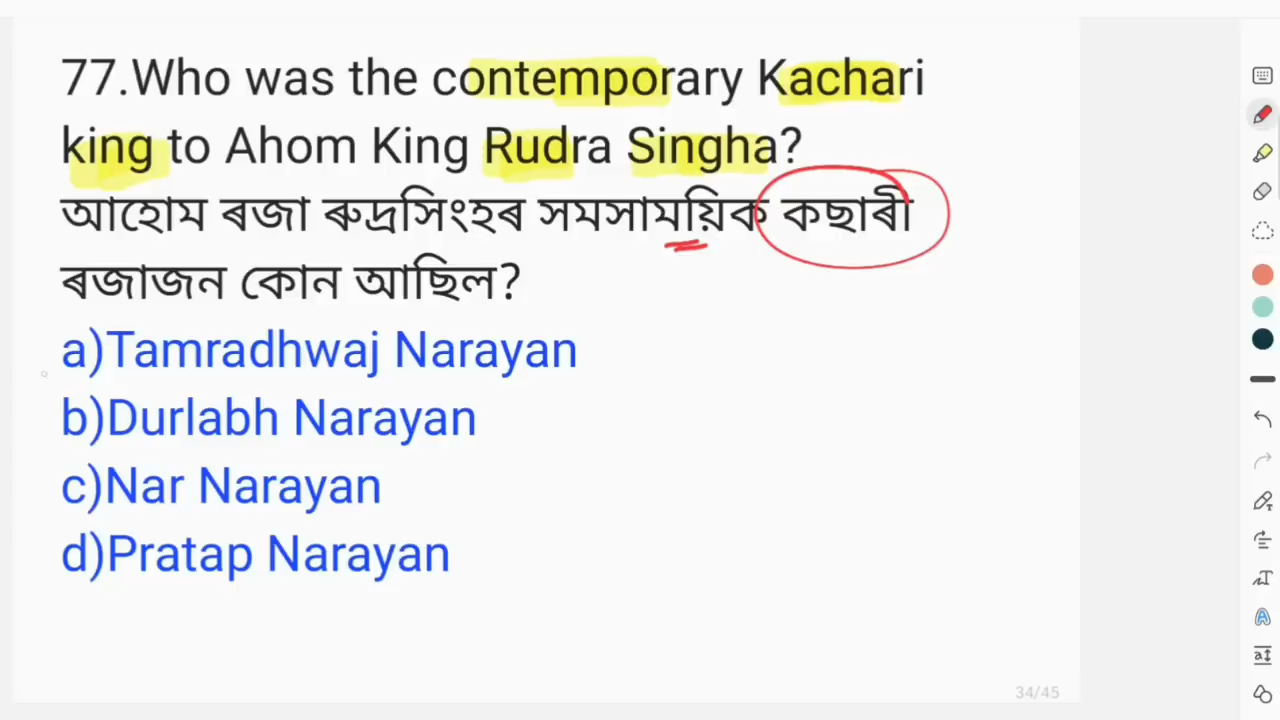 77.Who was the contemporary Kachari
king to Ahom King Rudra Singha?
আহোম ৰজা ৰুদ্ৰসিংহৰ সমসাময়িক কছাৰী
ৰজাজন কোন আছিল?
a)Tamradhwaj Narayan
b)Durlabh Narayan
c)Nar Narayan
d)Pratap Narayan
34/45